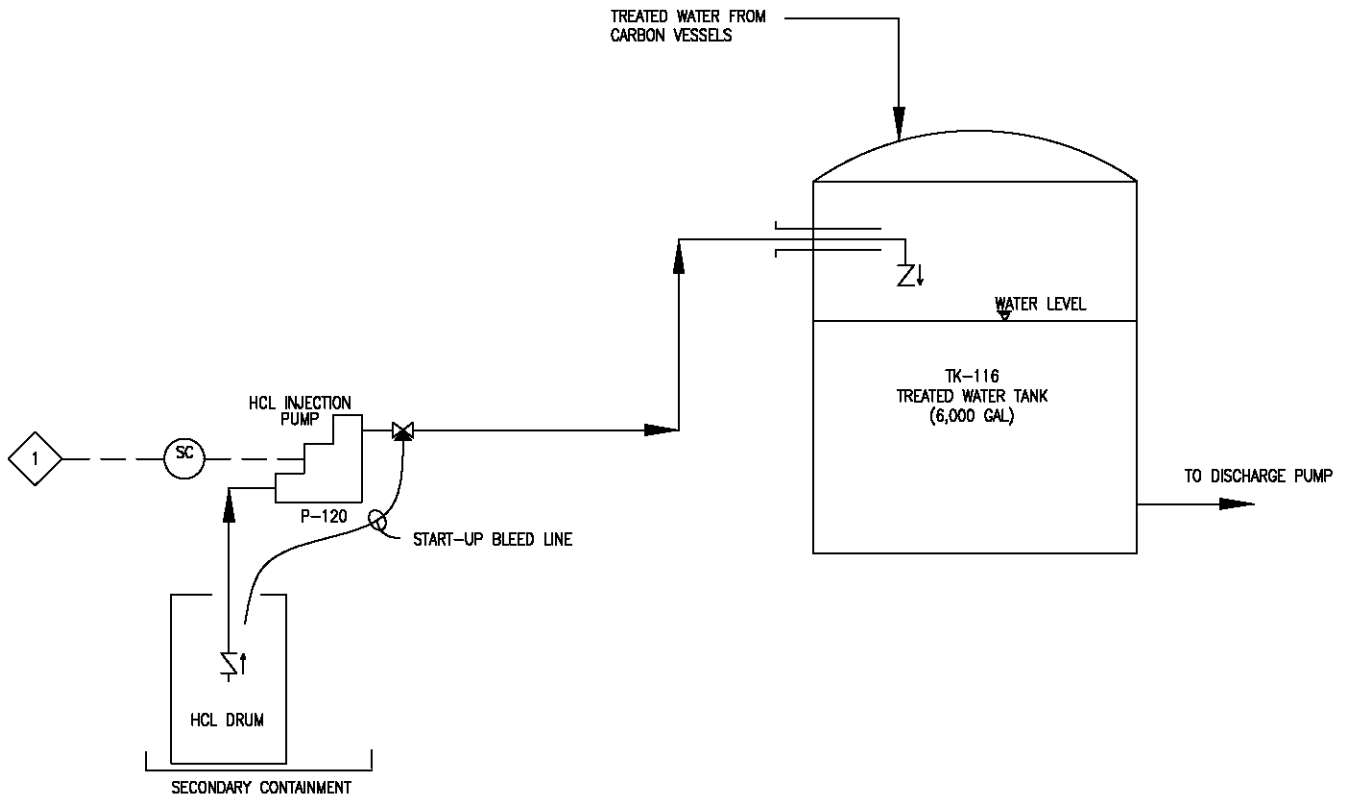 TREATED WATER FROM
CARBON VESSELS
WATER LEVEL
TK-116
TREATED WATER TANK
(6,000 GAL)
HCL INJECTION
PUMP
1
SC
TO DISCHARGE PUMP
P-120
START-UP BLEED LINE
HCL DRUM
SECONDARY CONTAINMENT